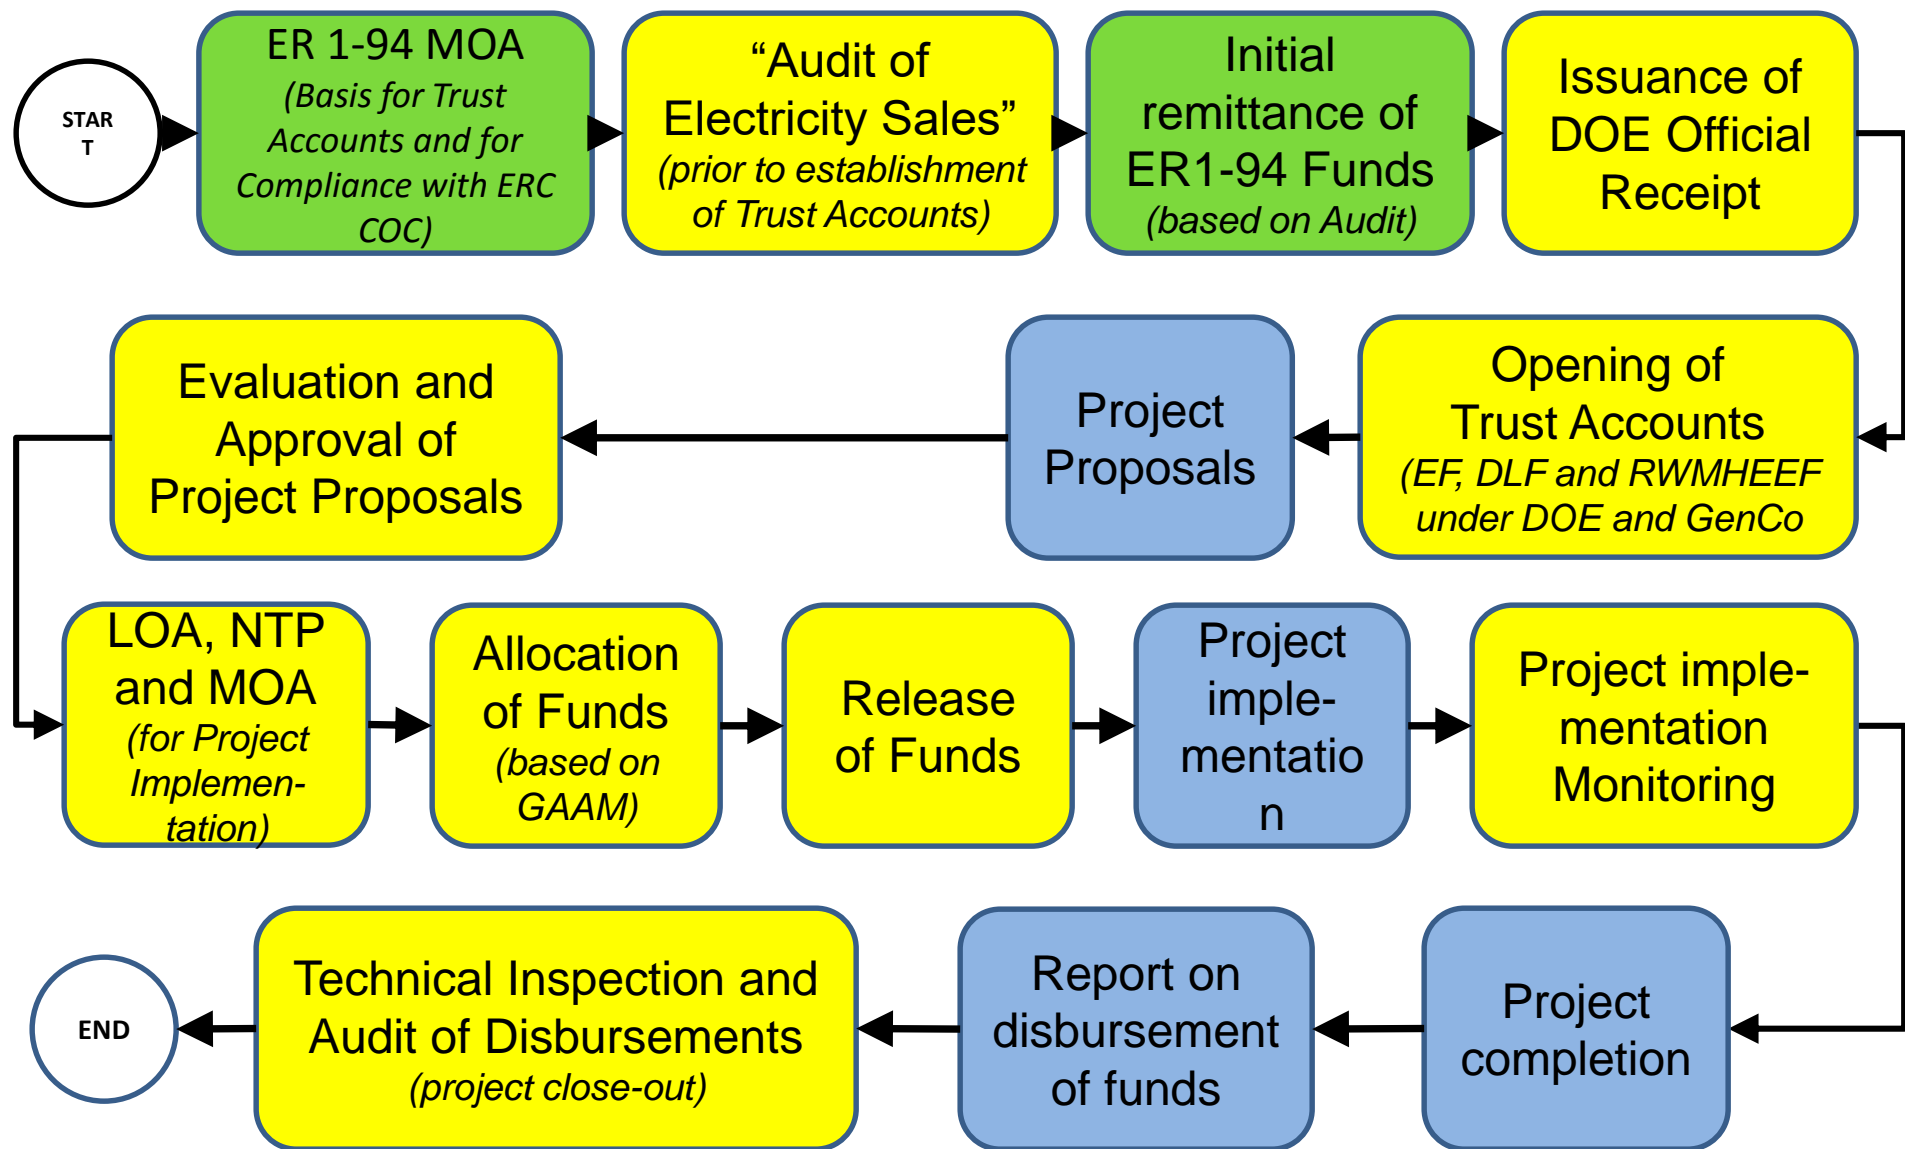 STAR
T
ER 1-94 MOA
(Basis for Trust
Accounts and for
Compliance with ERC
COC)
“Audit of
Electricity Sales”
(prior to establishment
of Trust Accounts)
Initial
remittance of
ER1-94 Funds
(based on Audit)
Issuance of
DOE Official
Receipt
Evaluation and
Approval of
Project Proposals
Project
Proposals
Opening of
Trust Accounts
(EF, DLF and RWMHEEF
under DOE and GenCo
LOA, NTP
and MOA
(for Project
Implemen-
tation)
Allocation
of Funds
(based on
GAAM)
Release
of Funds
Project
imple-
mentatio
n
Project imple-
mentation
Monitoring
END
Technical Inspection and
Audit of Disbursements
(project close-out)
Report on
disbursement
of funds
Project
completion